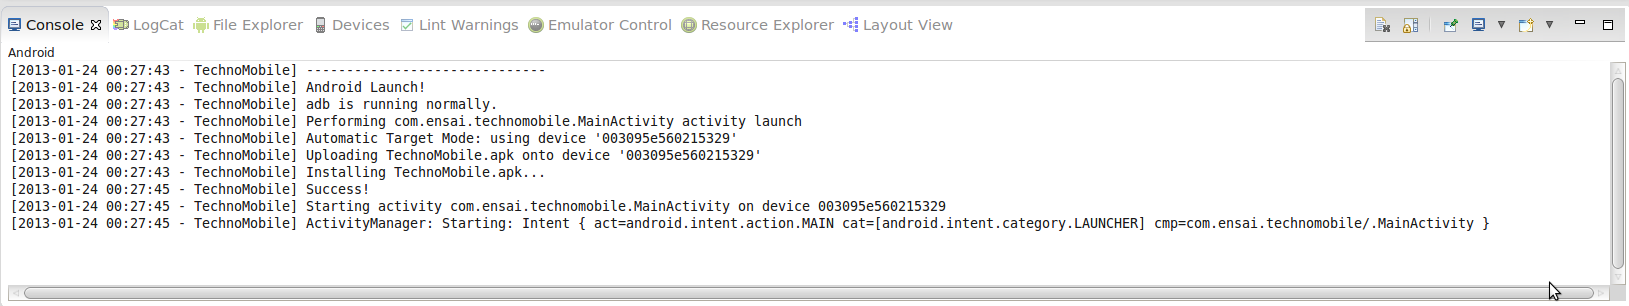 Console LogCat File Explorer Devices Lint Warnings Emulator Control Resource Explorer Layout View
Android
[2013-01-24 00:27:43 - TechnoMobile] ------------------------------
[2013-01-24 00:27:43 - TechnoMobile] Android Launch!
[2013-01-24 00:27:43 - TechnoMobile] adb is running normally.
[2013-01-24 00:27:43 - TechnoMobile] Performing com.ensai.technomobile.MainActivity activity launch
[2013-01-24 00:27:43 - TechnoMobile] Automatic Target Mode: using device '003095e560215329'
[2013-01-24 00:27:43 - TechnoMobile] Uploading TechnoMobile.apk onto device '003095e560215329'
[2013-01-24 00:27:43 - TechnoMobile] Installing TechnoMobile.apk...
[2013-01-24 00:27:45 - TechnoMobile] Success!
[2013-01-24 00:27:45 - TechnoMobile] Starting activity com.ensai.technomobile.MainActivity on device 003095e560215329
[2013-01-24 00:27:45 - TechnoMobile] ActivityManager: Starting: Intent { act=android.intent.action.MAIN cat=[android.intent.category.LAUNCHER] cmp=com.ensai.technomobile/.MainActivity }